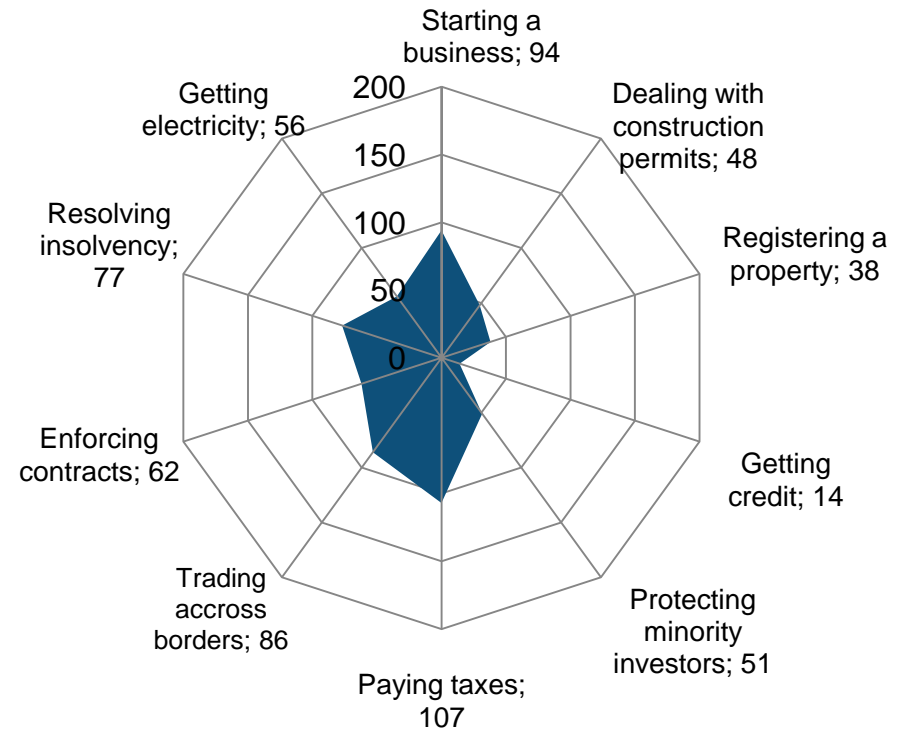 Starting a
business; 94
Dealing with
construction
permits; 48
Registering a
property; 38
Getting
credit; 14
Protecting
minority
investors; 51
Paying taxes;
107
Trading
accross
borders; 86
Enforcing
contracts; 62
Resolving
insolvency;
77
Getting
electricity; 56
200
150
100
50
0